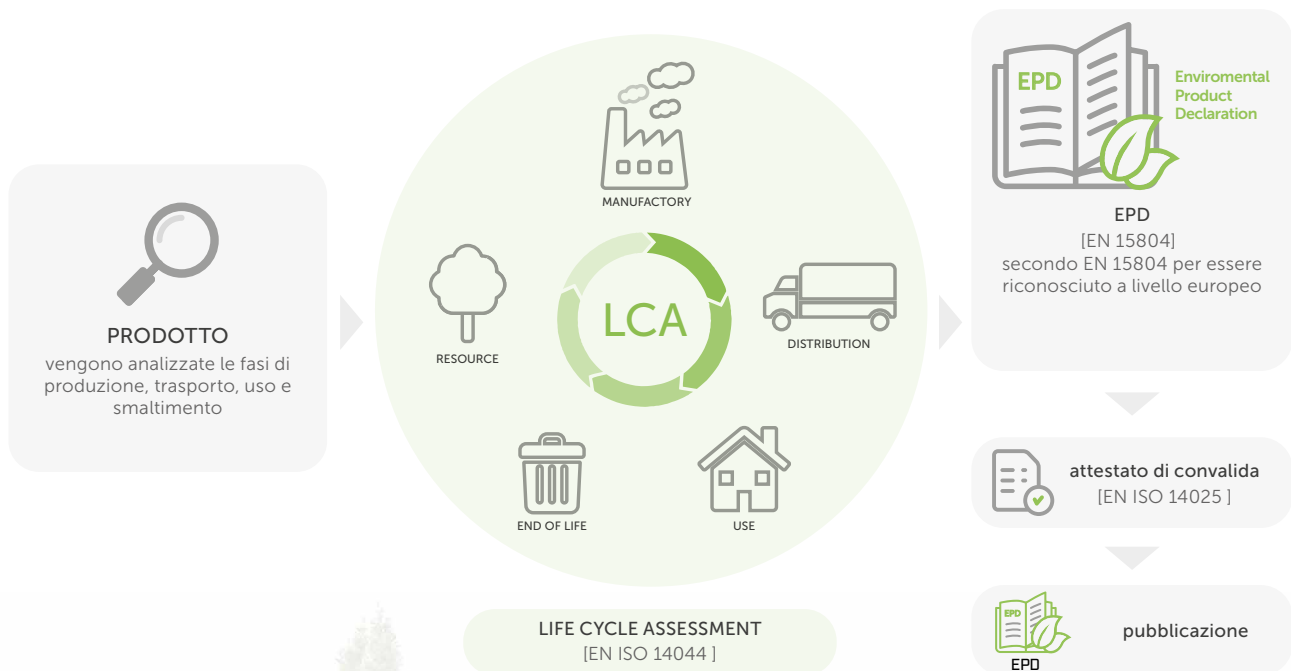 PRODOTTO
vengono analizzate le fasi di
produzione, trasporto, uso e
smaltimento
MANUFACTORY
RESOURCE
LCA
DISTRIBUTION
END OF LIFE
USE
LIFE CYCLE ASSESSMENT
[EN ISO 14044 ]
EPD
Enviromental
Product
Declaration
EPD
[EN 15804]
secondo EN 15804 per essere
riconosciuto a livello europeo
attestato di convalida
[EN ISO 14025 ]
EPD
EPD
pubblicazione